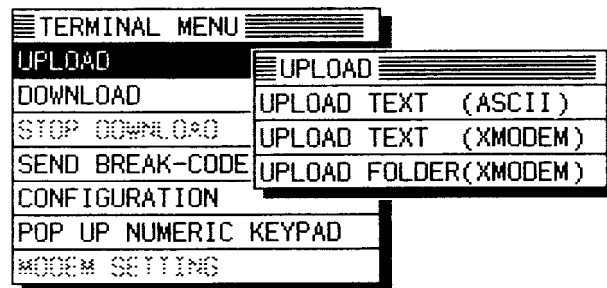 TERMINAL MENU
UPLOAD
DOWNLOAD
STOP DOWNLOAD
SEND BREAK-CODE
CONFIGURATION
POP UP NUMERIC KEYPAD
MODEM SETTING
UPLOAD
UPLOAD TEXT (ASCII)
UPLOAD TEXT (XMODEM)
UPLOAD FOLDER(XMODEM)